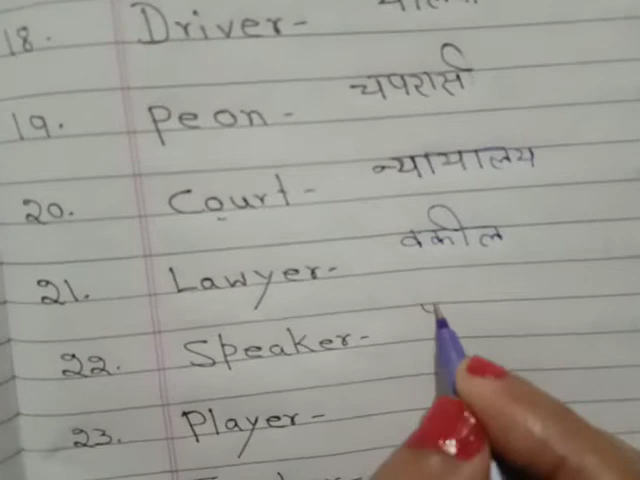 18. Driver-
19. Peon - चपरासी
20. Court - न्यायालय
21. Lawyer- वकील
22. Speaker-
23. Player-